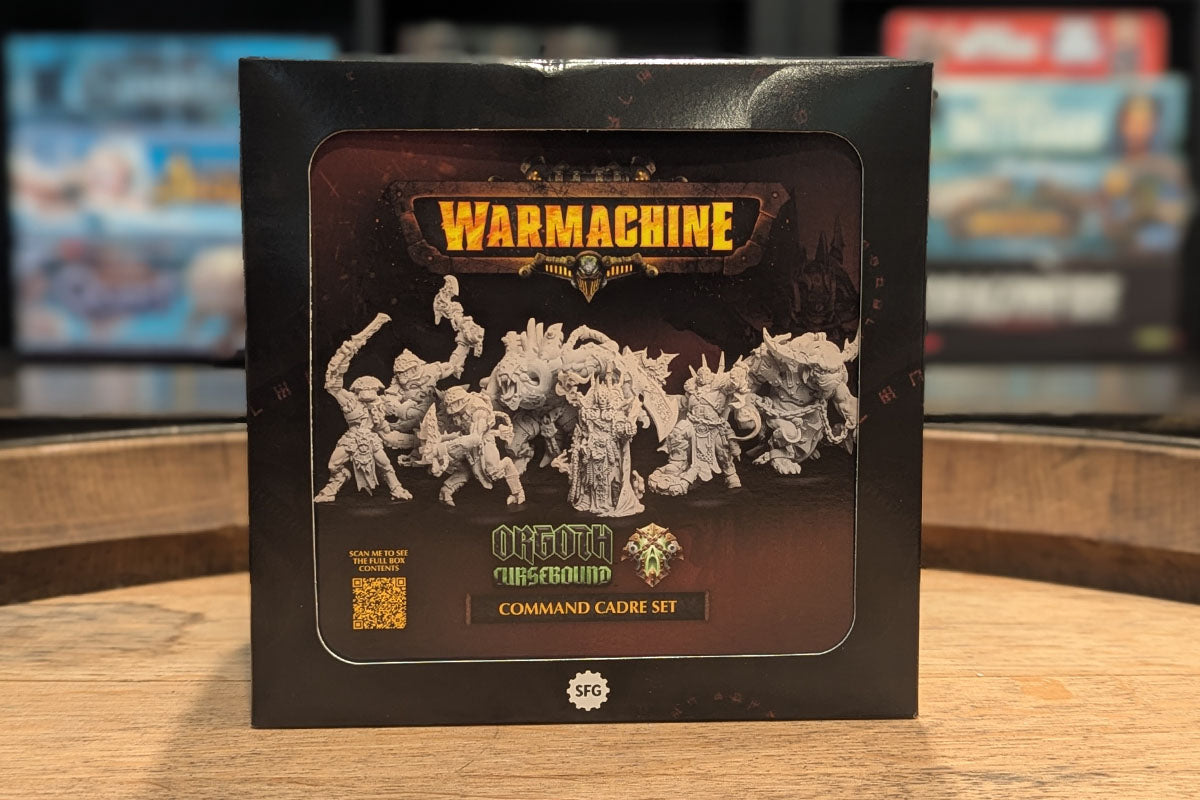 WARMACHINE
ORGOTH
CURSEBOUND
COMMAND CADRE SET
SCAN ME TO SEE
THE FULL BOX
CONTENTS
SFG